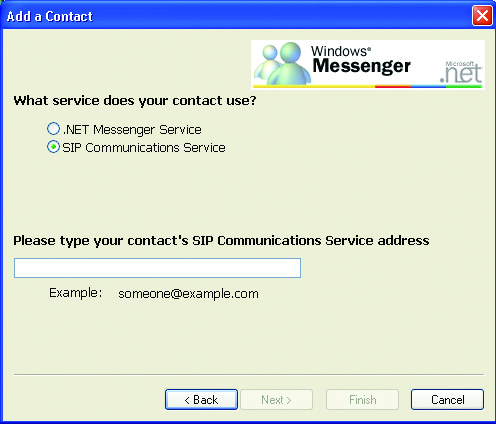 Add a Contact
Windows®
Messenger
Microsoft
.net
What service does your contact use?
.NET Messenger Service
SIP Communications Service
Please type your contact's SIP Communications Service address
Example: someone@example.com
< Back
Next >
Finish
Cancel